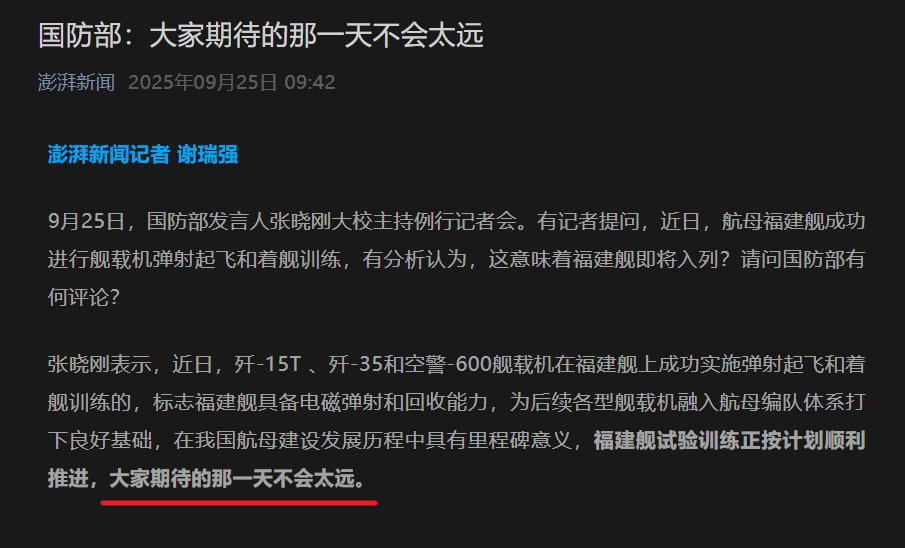 国防部：大家期待的那一天不会太远
澎湃新闻 2025年09月25日 09:42
澎湃新闻记者 谢瑞强
9月25日，国防部发言人张晓刚大校主持例行记者会。有记者提问，近日，航母福建舰成功
进行舰载机弹射起飞和着舰训练，有分析认为，这意味着福建舰即将入列？请问国防部有
何评论？
张晓刚表示，近日，歼-15T 、歼-35和空警-600舰载机在福建舰上成功实施弹射起飞和着
舰训练的，标志福建舰具备电磁弹射和回收能力，为后续各型舰载机融入航母编队体系打
下良好基础，在我国航母建设发展历程中具有里程碑意义，福建舰试验训练正按计划顺利
推进，大家期待的那一天不会太远。